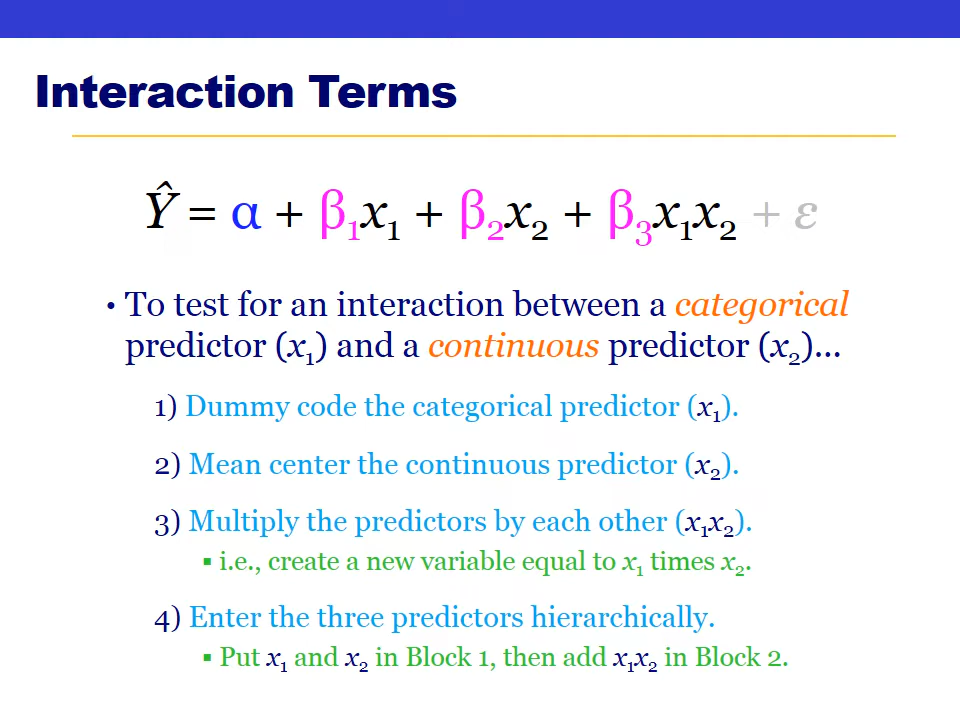 Interaction Terms
Ŷ = α + β₁x₁ + β₂x₂ + β₃x₁x₂ + ε
• To test for an interaction between a categorical
predictor (x₁) and a continuous predictor (x₂)...
1) Dummy code the categorical predictor (x₁).
2) Mean center the continuous predictor (x₂).
3) Multiply the predictors by each other (x₁x₂).
▪ i.e., create a new variable equal to x₁ times x₂.
4) Enter the three predictors hierarchically.
▪ Put x₁ and x₂ in Block 1, then add x₁x₂ in Block 2.